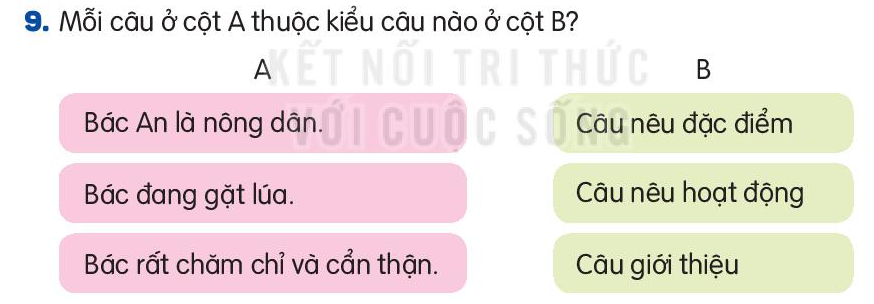 9. Mỗi câu ở cột A thuộc kiểu câu nào ở cột B?
KẾT NỐI TRI THỨC
VỚI CUỘC SỐNG
A B
Bác An là nông dân. Câu nêu đặc điểm
Bác đang gặt lúa. Câu nêu hoạt động
Bác rất chăm chỉ và cẩn thận. Câu giới thiệu